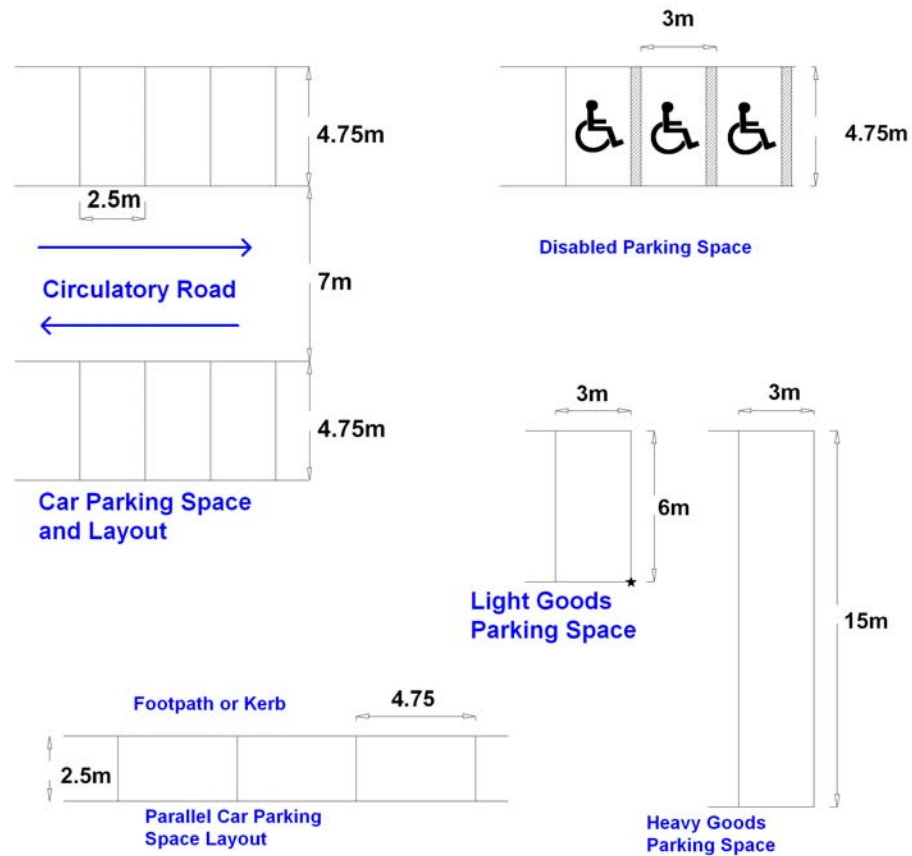 4.75m
2.5m
Circulatory Road
7m
4.75m
Car Parking Space
and Layout
3m
4.75m
Disabled Parking Space
3m
6m
Light Goods
Parking Space
3m
15m
Heavy Goods
Parking Space
Footpath or Kerb
4.75
2.5m
Parallel Car Parking
Space Layout